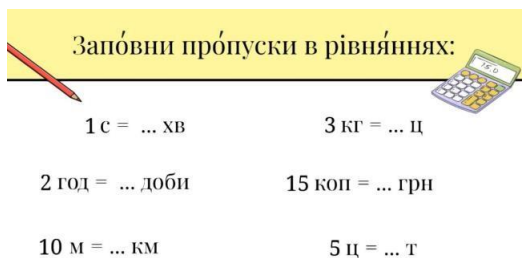 Запо́вни про́пуски в рівня́ннях:
1 с = ... хв
3 кг = ... ц
2 год = ... доби
15 коп = ... грн
10 м = ... км
5 ц = ... т